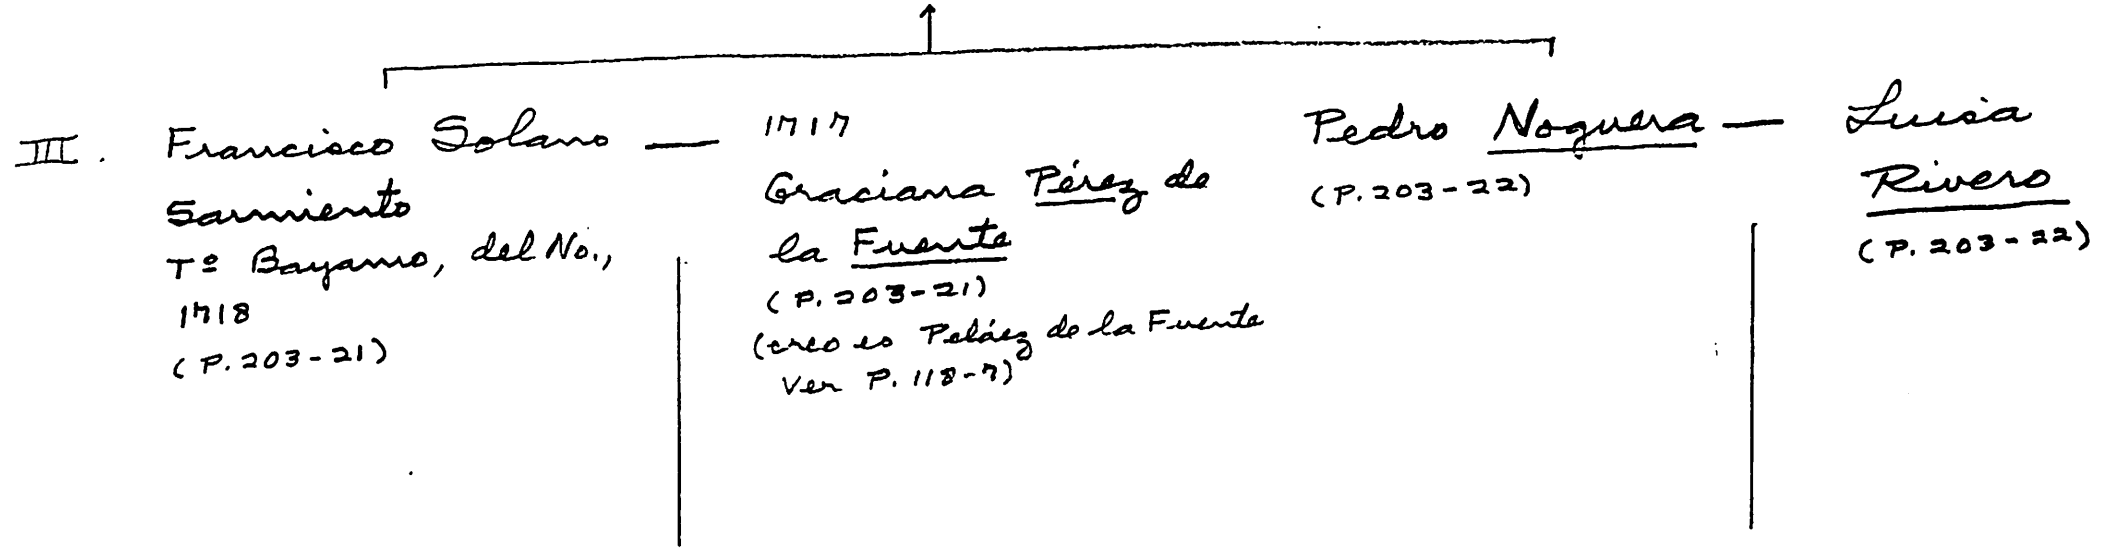 III. Francisco Solano —
Sarmiento
Tº Bayamo, del No.,
1718
(P. 203-21)
1717
Graciana Pérez de
la Fuente
(P. 203-21)
(creo es Peláez de la Fuente
Ver P. 118-7)
Pedro Noguera —
(P. 203-22)
Luisa
Rivero
(P. 203-22)